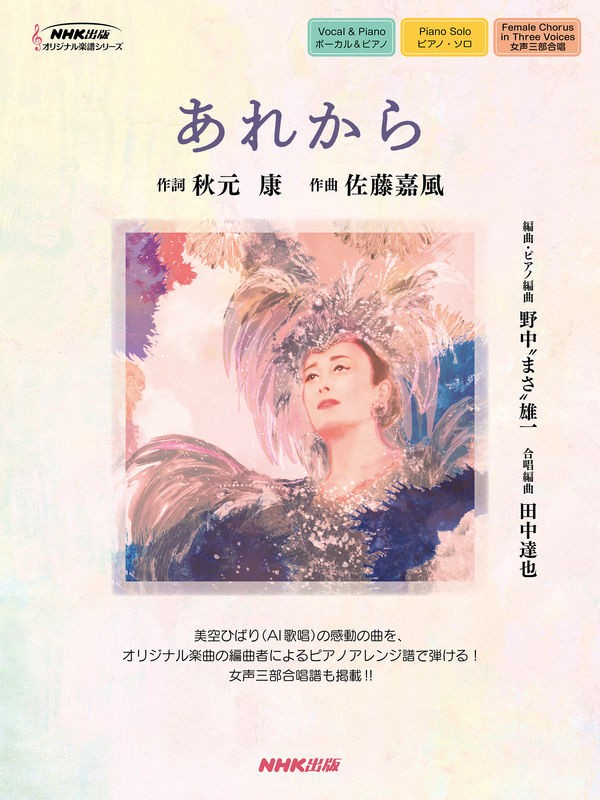 NHK出版
オリジナル楽譜シリーズ
Vocal & Piano
ボーカル&ピアノ
Piano Solo
ピアノ・ソロ
Female Chorus
in Three Voices
女声三部合唱
あれから
作詞 秋元 康 作曲 佐藤嘉風
編曲・ピアノ編曲 野中〝まさ〟雄一
合唱編曲 田中達也
美空ひばり(AI歌唱)の感動の曲を、
オリジナル楽曲の編曲者によるピアノアレンジ譜で弾ける!
女声三部合唱譜も掲載!!
NHK出版